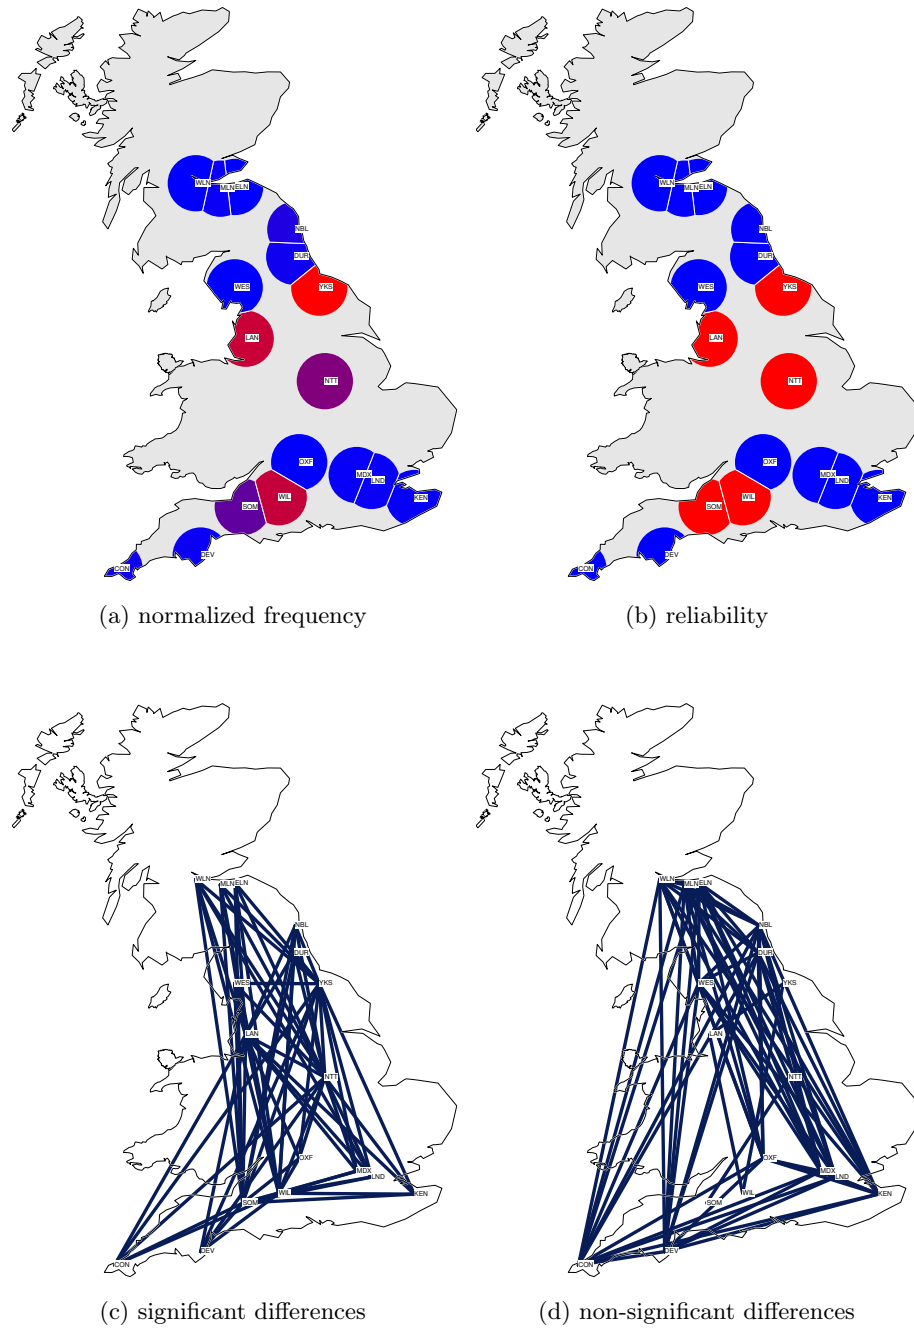 WLN
MLN ELN
NBL
DUR
WES
YKS
LAN
NTT
OXF
MDX
LND
WIL
KEN
SOM
DEV
CON
WLN
MLN ELN
NBL
DUR
WES
YKS
LAN
NTT
OXF
MDX
LND
WIL
KEN
SOM
DEV
CON
(a) normalized frequency
(b) reliability
WLN
MLN ELN
NBL
DUR
WES
YKS
LAN
NTT
OXF
MDX
LND
WIL
KEN
SOM
DEV
CON
WLN
MLN ELN
NBL
DUR
WES
YKS
LAN
NTT
OXF
MDX
LND
WIL
KEN
SOM
DEV
CON
(c) significant differences
(d) non-significant differences